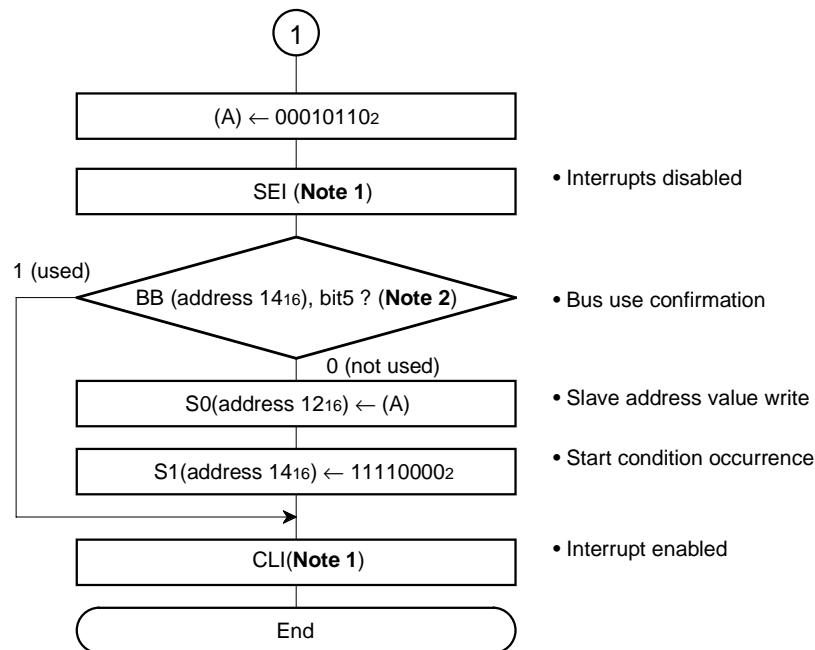 1
(A) ← 00010110₂
SEI (Note 1)
• Interrupts disabled
1 (used)
BB (address 14₁₆), bit5 ? (Note 2)
• Bus use confirmation
0 (not used)
S0(address 12₁₆) ← (A)
• Slave address value write
S1(address 14₁₆) ← 11110000₂
• Start condition occurrence
CLI(Note 1)
• Interrupt enabled
End